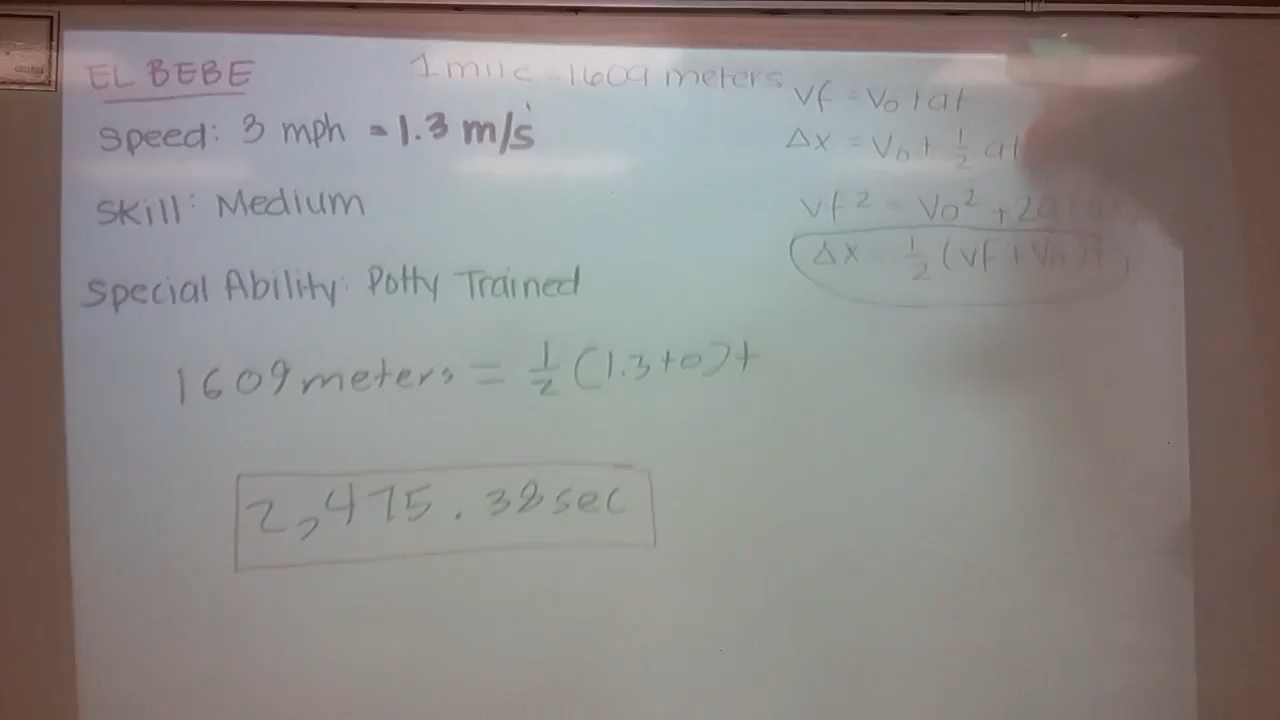 EL BEBE
1 mile = 1609 meters
Speed: 3 mph = 1.3 m/s
Skill: Medium
Special Ability: Potty Trained
Vf = Vo + at
Δx = Vo + 1/2 at
Vf² = Vo² + 2a
Δx = 1/2 (Vf + Vo) t
1609 meters = 1/2 (1.3+0) t
2,475.38 sec